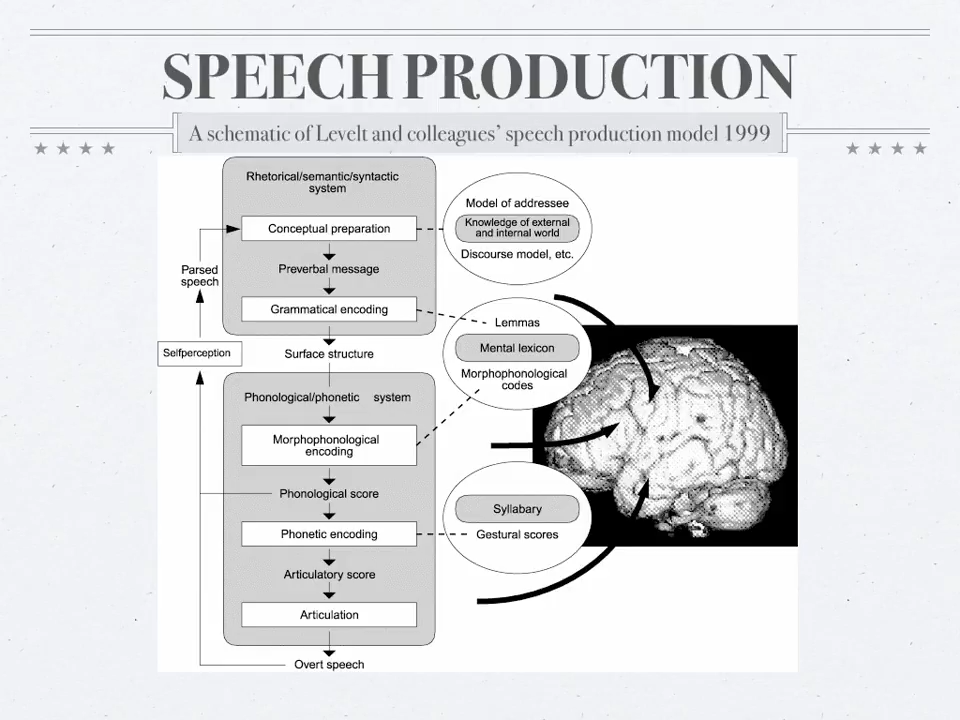 SPEECH PRODUCTION
A schematic of Levelt and colleagues' speech production model 1999
Rhetorical/semantic/syntactic
system
Conceptual preparation
Preverbal message
Grammatical encoding
Surface structure
Phonological/phonetic system
Morphophonological
encoding
Phonological score
Phonetic encoding
Articulatory score
Articulation
Overt speech
Parsed
speech
Selfperception
Model of addressee
Knowledge of external
and internal world
Discourse model, etc.
Lemmas
Mental lexicon
Morphophonological
codes
Syllabary
Gestural scores